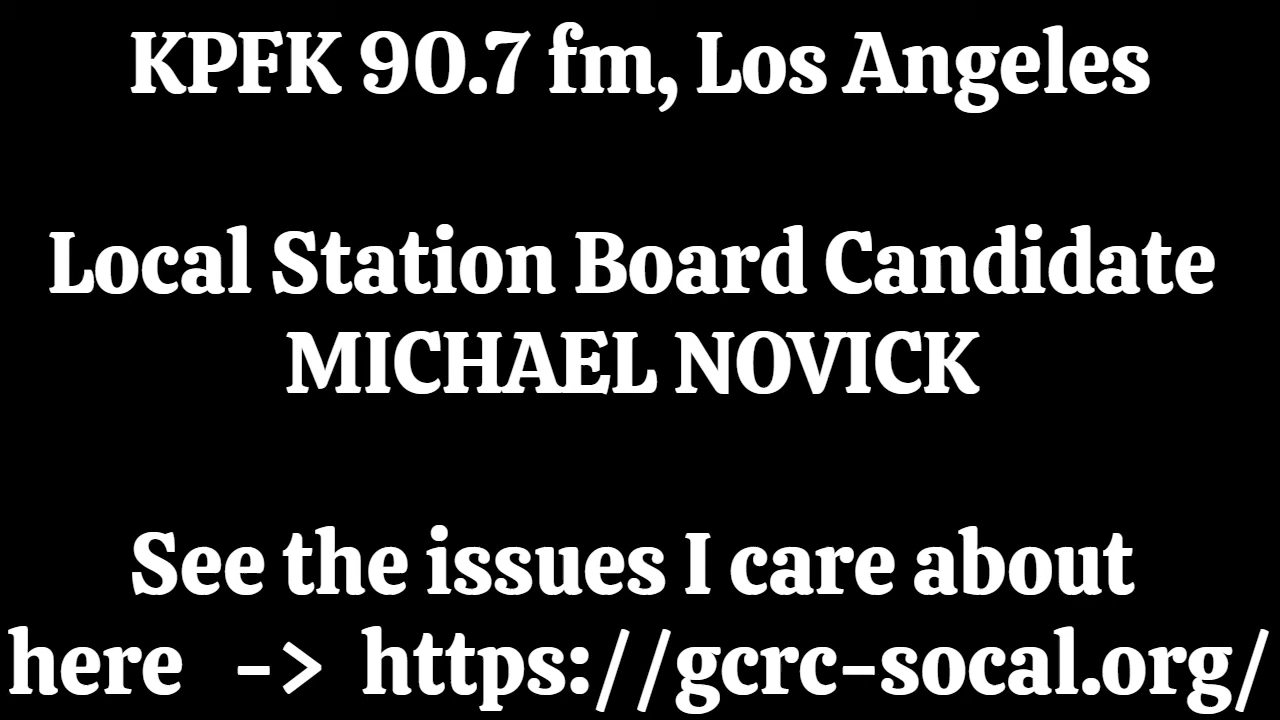 KPFK 90.7 fm, Los Angeles
Local Station Board Candidate
MICHAEL NOVICK
See the issues I care about
here -> https://gcrc-socal.org/